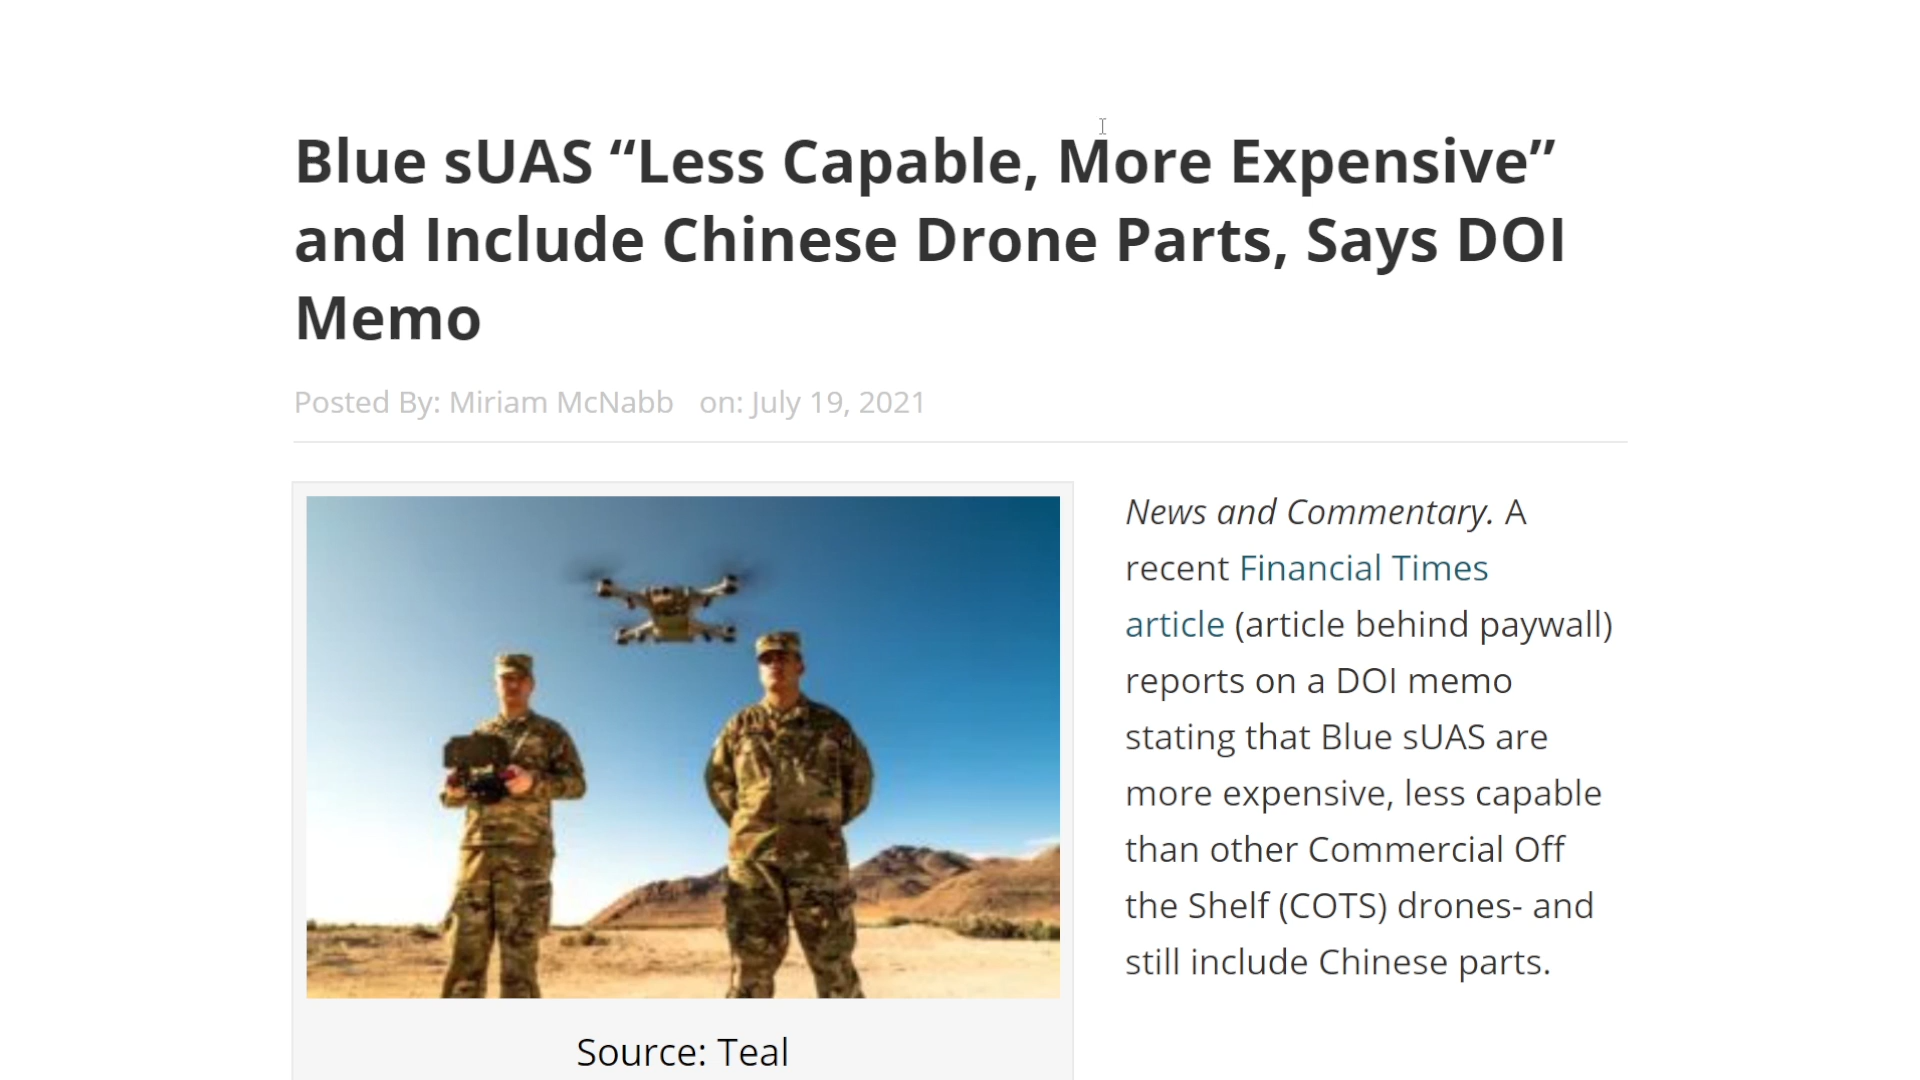 Blue sUAS “Less Capable, More Expensive”
and Include Chinese Drone Parts, Says DOI
Memo
Posted By: Miriam McNabb on: July 19, 2021
News and Commentary. A
recent Financial Times
article (article behind paywall)
reports on a DOI memo
stating that Blue sUAS are
more expensive, less capable
than other Commercial Off
the Shelf (COTS) drones- and
still include Chinese parts.
Source: Teal